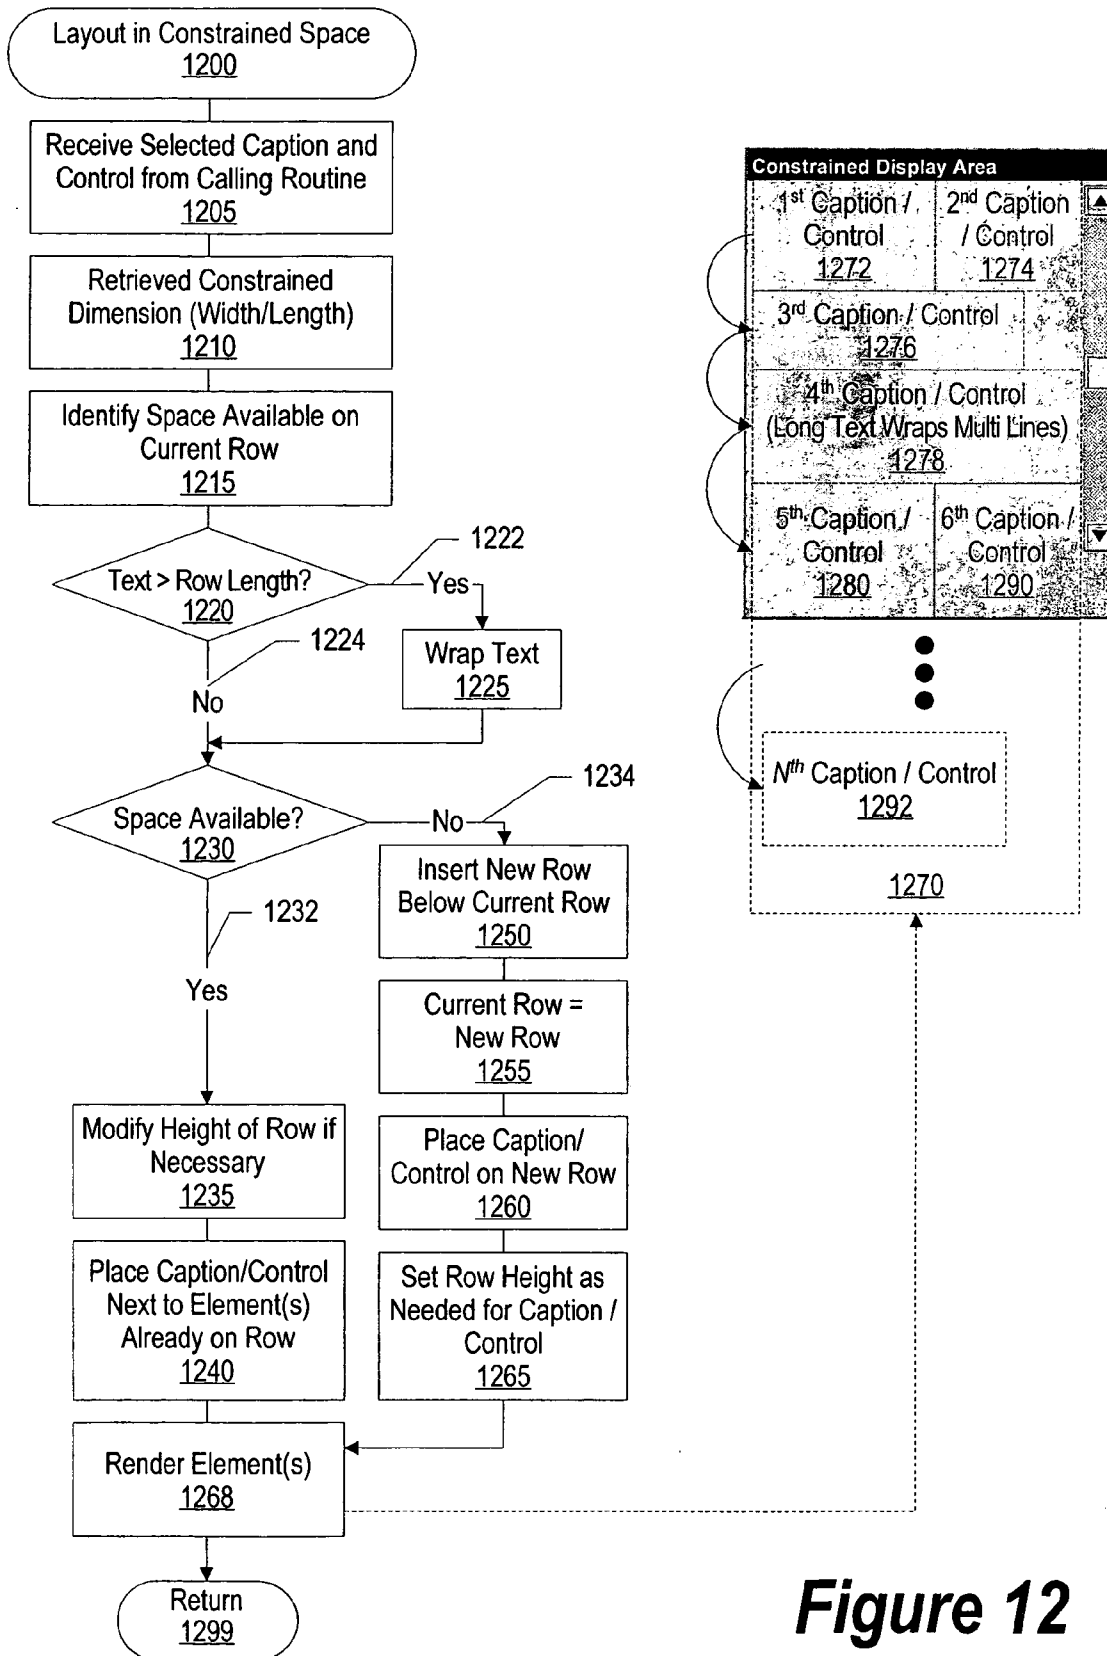 Layout in Constrained Space
1200
Receive Selected Caption and
Control from Calling Routine
1205
Retrieved Constrained
Dimension (Width/Length)
1210
Identify Space Available on
Current Row
1215
1222
Text > Row Length?
1220
Yes
1224
Wrap Text
1225
No
1234
Space Available?
1230
No
Insert New Row
Below Current Row
1250
1232
Yes
Current Row =
New Row
1255
Modify Height of Row if
Necessary
1235
Place Caption/
Control on New Row
1260
Place Caption/Control
Next to Element(s)
Already on Row
1240
Set Row Height as
Needed for Caption /
Control
1265
Render Element(s)
1268
Return
1299
Constrained Display Area
1st Caption /
Control
1272
2nd Caption
/ Control
1274
3rd Caption / Control
1276
4th Caption / Control
(Long Text Wraps Multi Lines)
1278
5th Caption /
Control
1280
6th Caption /
Control
1290
Nth Caption / Control
1292
1270
Figure 12